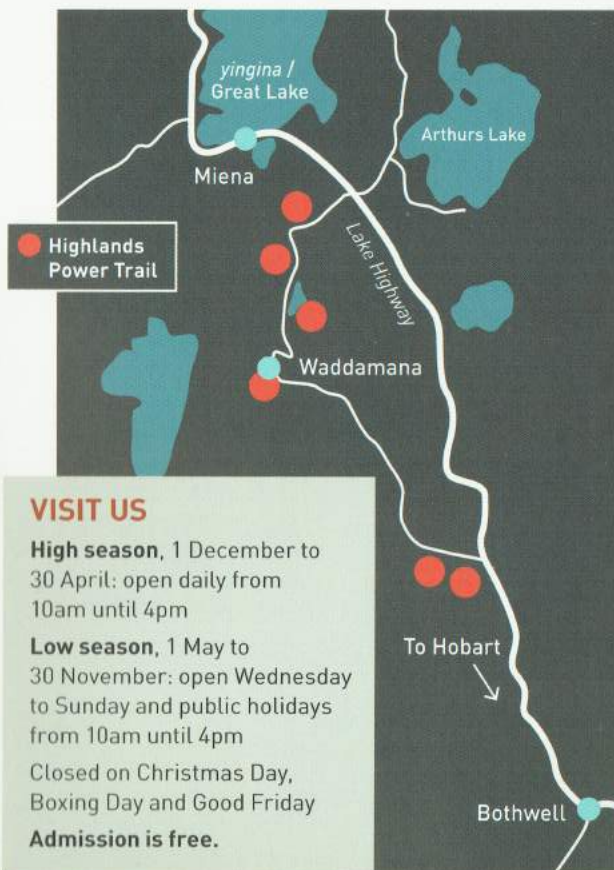 yingina /
Great Lake
Arthurs Lake
Miena
Highlands
Power Trail
Lake Highway
Waddamana
VISIT US
High season, 1 December to
30 April: open daily from
10am until 4pm
Low season, 1 May to
30 November: open Wednesday
to Sunday and public holidays
from 10am until 4pm
Closed on Christmas Day,
Boxing Day and Good Friday
Admission is free.
To Hobart
Bothwell